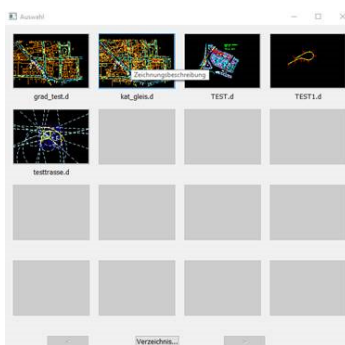 Auswahl
Zeichnungsbeschreibung
grad_test.d
kat_gleis.d
TEST.d
TEST1.d
testtrasse.d
<
Verzeichnis...
>